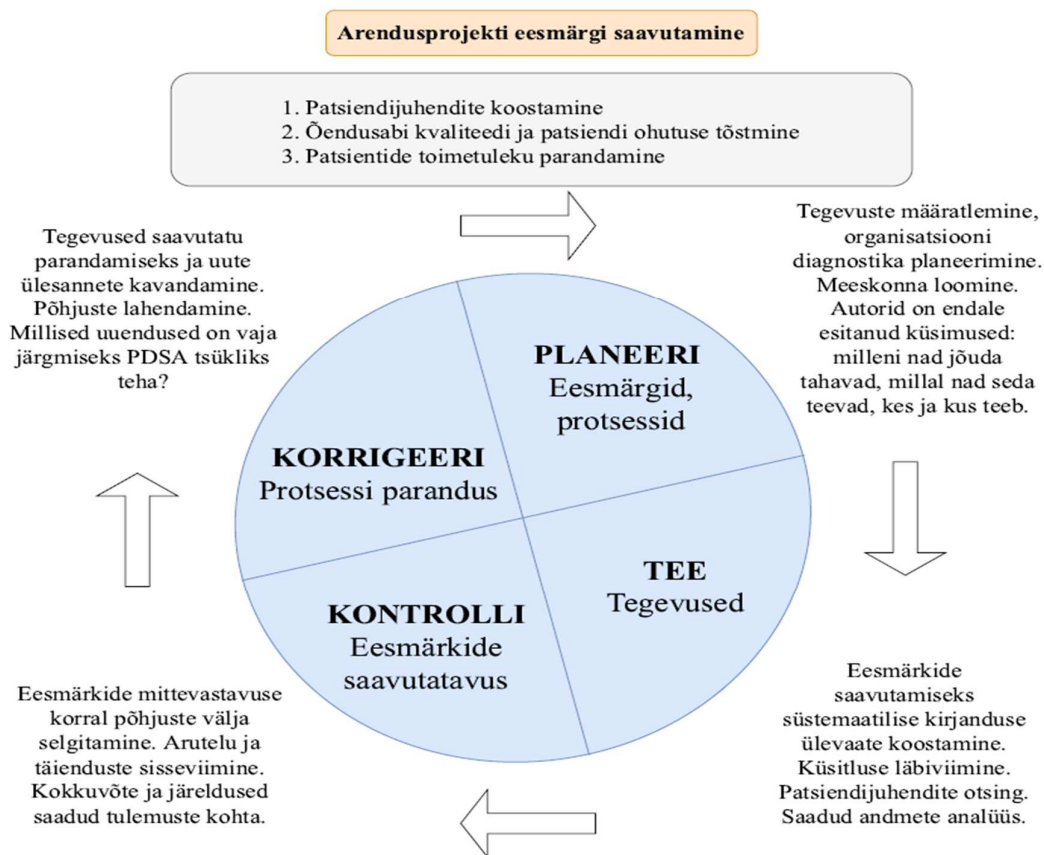 Arendusprojekti eesmärgi saavutamine
1. Patsiendijuhendite koostamine
2. Õendusabi kvaliteedi ja patsiendi ohutuse tõstmine
3. Patsientide toimetuleku parandamine
Tegevuste määratlemine,
organisatsiooni
diagnostika planeerimine.
Meeskonna loomine.
Autorid on endale
esitanud küsimused:
milleni nad jõuda
tahavad, millal nad seda
teevad, kes ja kus teeb.
Tegevused saavutatu
parandamiseks ja uute
ülesannete kavandamine.
Põhjuste lahendamine.
Millised uuendused on vaja
järgmiseks PDSA tsükliks
teha?
PLANEERI
Eesmärgid,
protsessid
KORRIGEERI
Protsessi parandus
TEE
Tegevused
KONTROLLI
Eesmärkide
saavutatavus
Eesmärkide
saavutamiseks
süstemaatilise kirjanduse
ülevaate koostamine.
Küsitluse läbiviimine.
Patsiendijuhendite otsing.
Saadud andmete analüüs.
Eesmärkide mittevastavuse
korral põhjuste välja
selgitamine. Arutelu ja
täienduste sisseviimine.
Kokkuvõte ja järeldused
saadud tulemuste kohta.